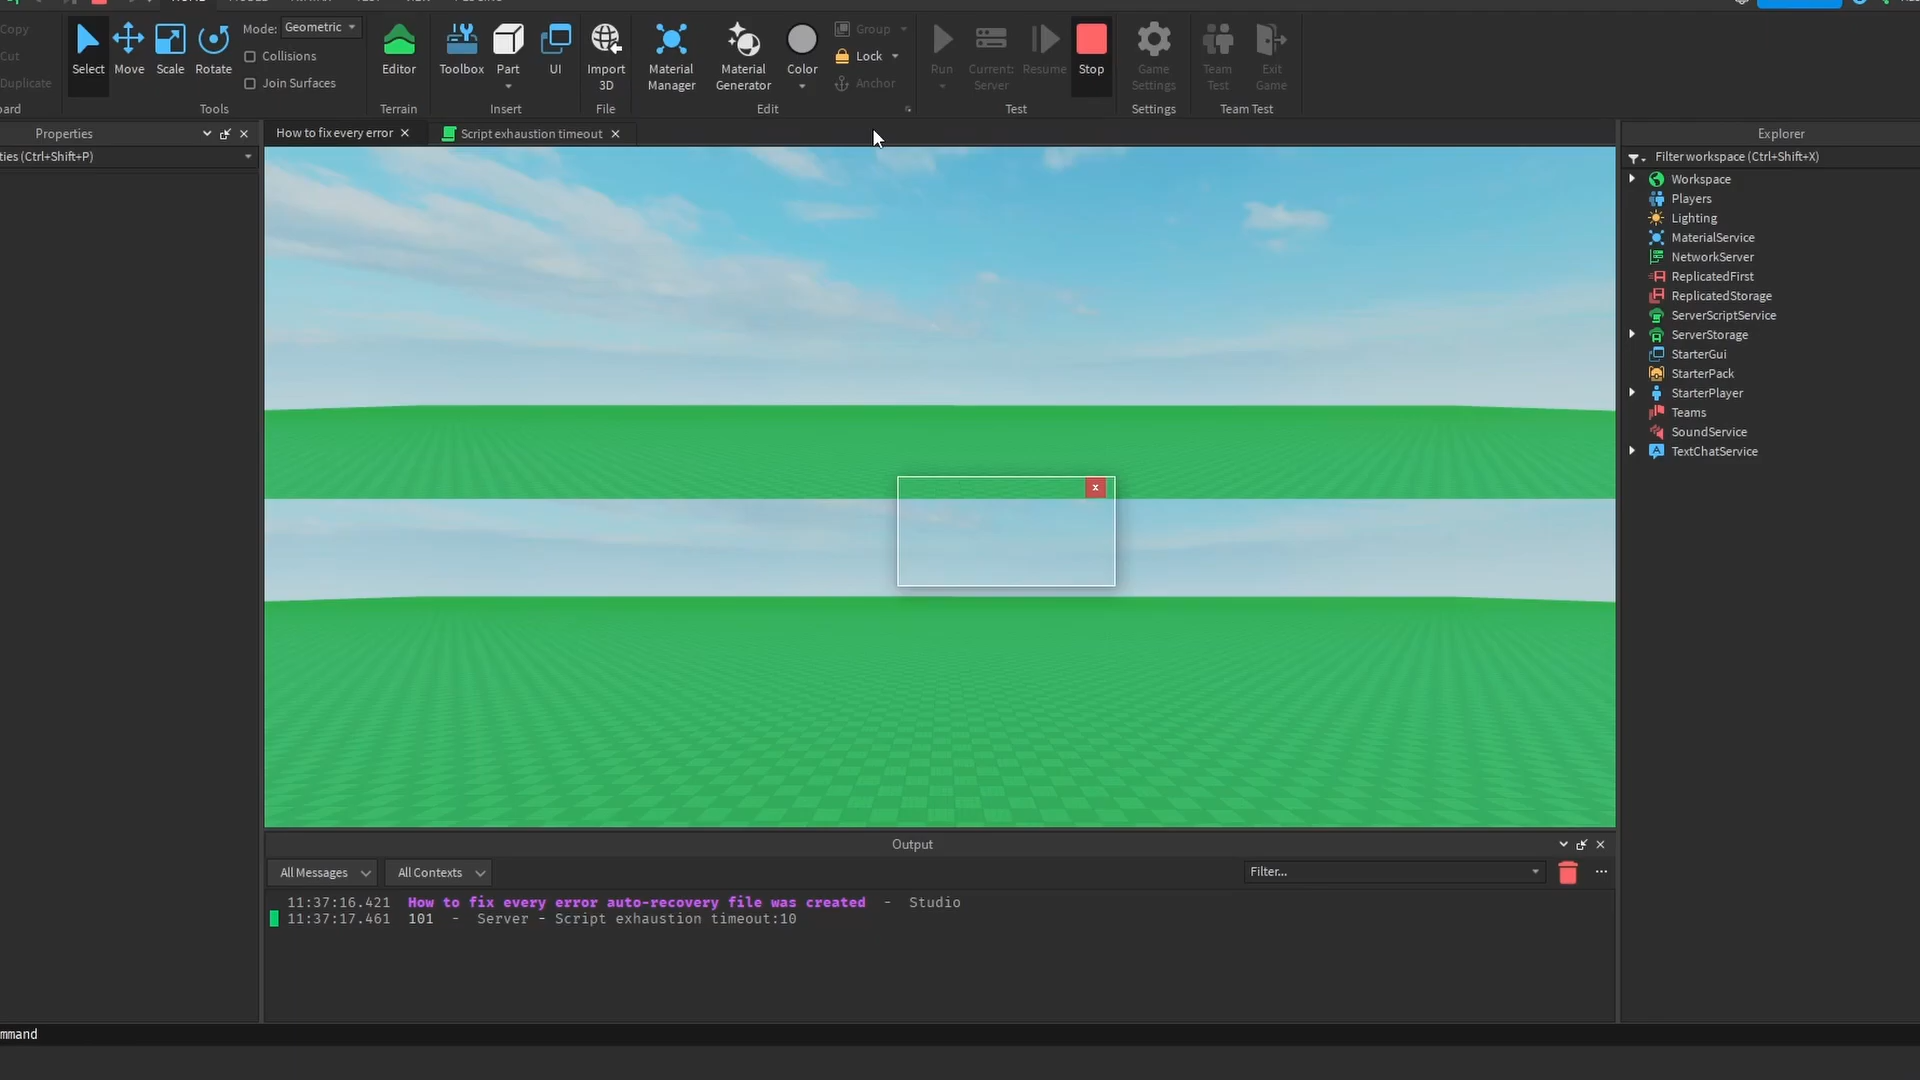 Copy
Cut
Duplicate
oard
Select
Move
Scale
Rotate
Mode: Geometric
Collisions
Join Surfaces
Tools
Editor
Terrain
Toolbox
Part
UI
Insert
Import
3D
File
Material
Manager
Material
Generator
Color
Group
Lock
Anchor
Edit
Run
Current:
Server
Resume
Stop
Test
Game
Settings
Settings
Team
Test
Exit
Game
Team Test
Properties
ties (Ctrl+Shift+P)
How to fix every error
Script exhaustion timeout
Explorer
Filter workspace (Ctrl+Shift+X)
Workspace
Players
Lighting
MaterialService
NetworkServer
ReplicatedFirst
ReplicatedStorage
ServerScriptService
ServerStorage
StarterGui
StarterPack
StarterPlayer
Teams
SoundService
TextChatService
x
Output
All Messages
All Contexts
Filter...
11:37:16.421 How to fix every error auto-recovery file was created - Studio
11:37:17.461 101 - Server - Script exhaustion timeout:10
mmand